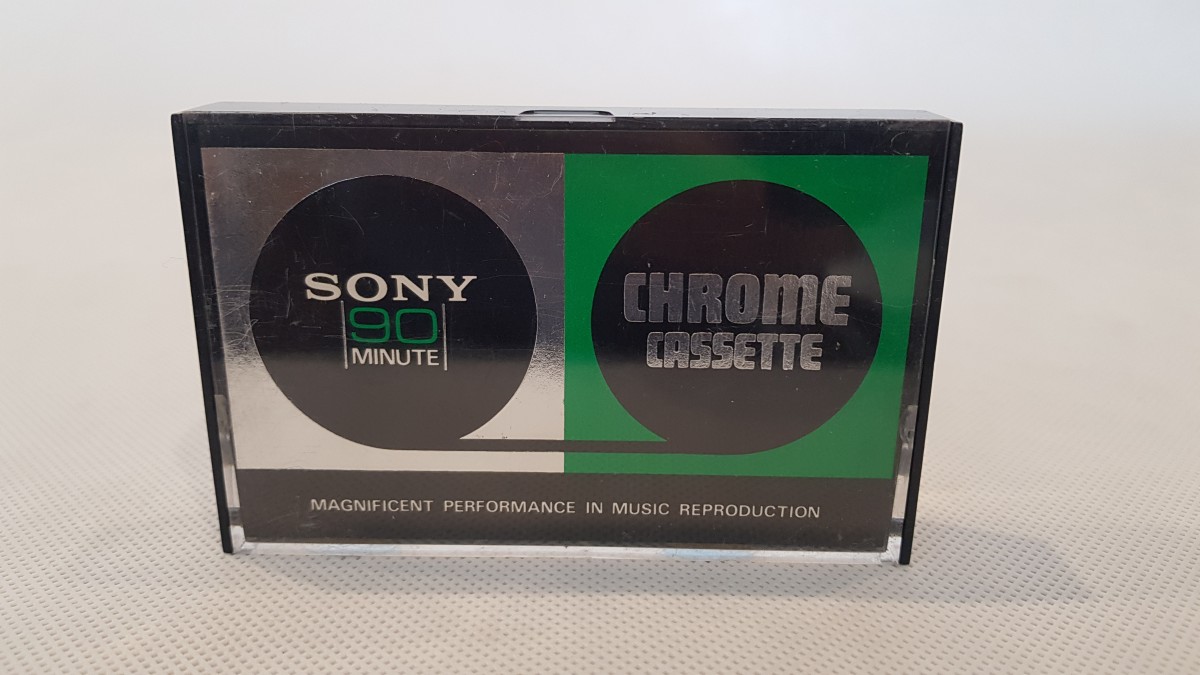 SONY
90
MINUTE
CHROME
CASSETTE
MAGNIFICENT PERFORMANCE IN MUSIC REPRODUCTION